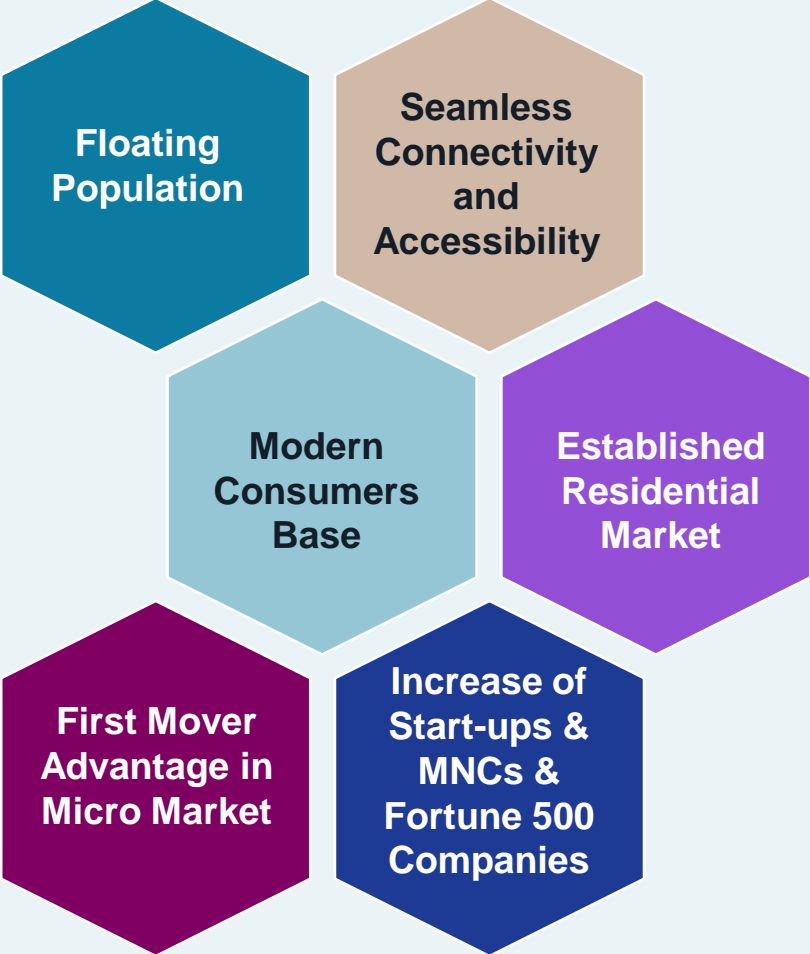 Floating
Population
Seamless
Connectivity
and
Accessibility
Modern
Consumers
Base
Established
Residential
Market
First Mover
Advantage in
Micro Market
Increase of
Start-ups &
MNCs &
Fortune 500
Companies